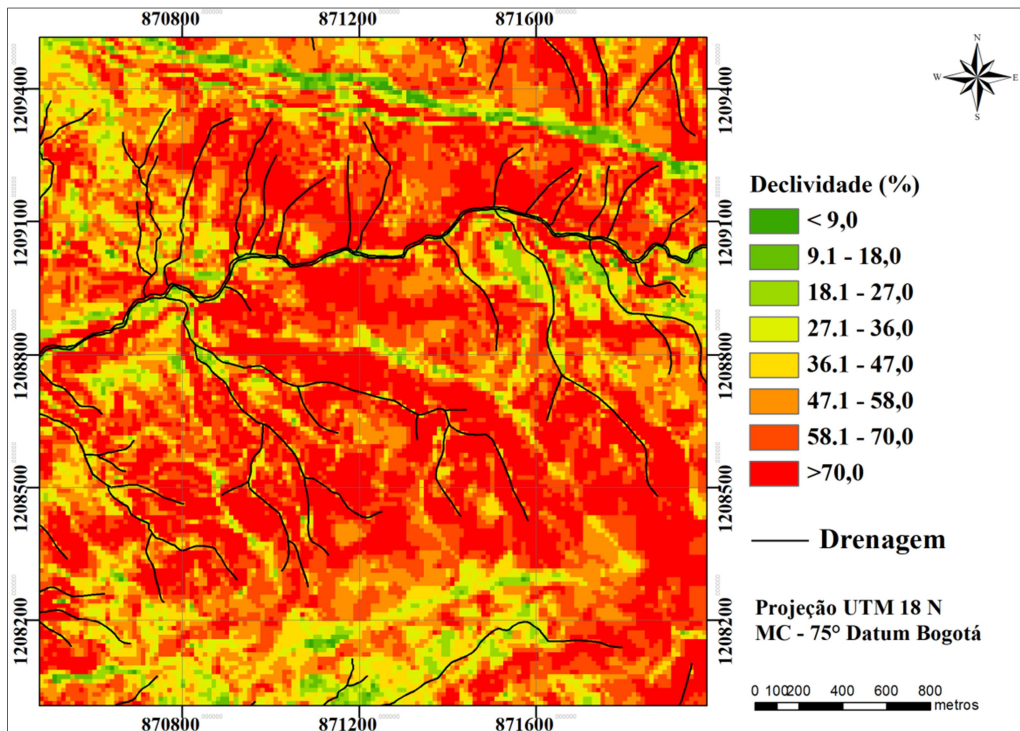 870800 871200 871600
N
W E
S
1209400 1209400
1209100 1209100
1208800 1208800
1208500 1208500
1208200 1208200
Declividade (%)
< 9,0
9.1 - 18,0
18.1 - 27,0
27.1 - 36,0
36.1 - 47,0
47.1 - 58,0
58.1 - 70,0
>70,0
Drenagem
Projeção UTM 18 N
MC - 75° Datum Bogotá
0 100 200 400 600 800
metros
870800 871200 871600